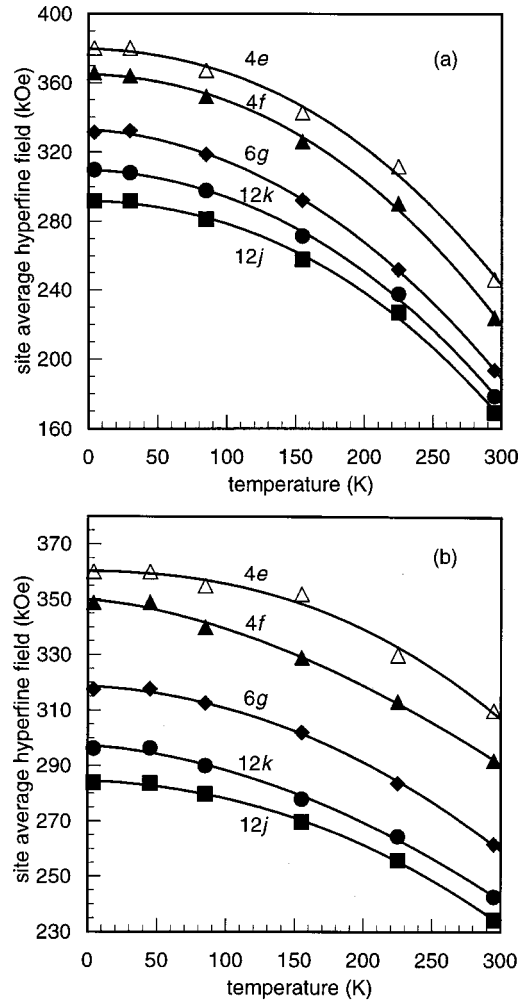 400
(a)
4e
360
4f
320
6g
12k
280
12j
240
200
160
0 50 100 150 200 250 300
temperature (K)
site average hyperfine field (kOe)
370
(b)
4e
350
4f
330
6g
310
12k
290
12j
270
250
230
0 50 100 150 200 250 300
temperature (K)
site average hyperfine field (kOe)